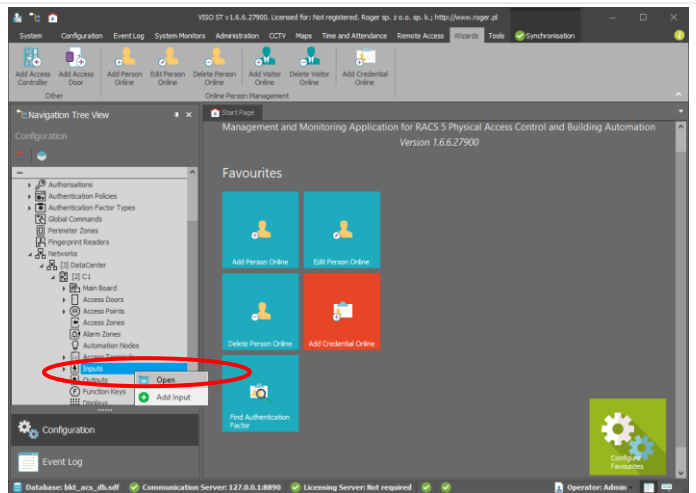 VISO ST v1.6.6.27900. Licensed for: Not registered. Roger sp. z o.o. sp. k.; http://www.roger.pl
System Configuration Event Log System Monitors Administration CCTV Maps Time and Attendance Remote Access Wizards Tools Synchronisation
Add Access Controller
Add Access Door
Add Person Online
Edit Person Online
Delete Person Online
Add Visitor Online
Delete Visitor Online
Add Credential Online
Other
Online Person Management
Navigation Tree View
Start Page
Configuration
Management and Monitoring Application for RACS 5 Physical Access Control and Building Automation
Version 1.6.6.27900
Authorisations
Authentication Policies
Authentication Factor Types
Global Commands
Perimeter Zones
Fingerprint Readers
Networks
[3] DataCenter
[2] C1
Main Board
Access Doors
Access Points
Access Zones
Alarm Zones
Automation Nodes
Access Terminals
Inputs
Outputs
Function Keys
Displays
Open
Add Input
Favourites
Add Person Online
Edit Person Online
Delete Person Online
Add Credential Online
Find Authentication
Factor
Configure
Favourites
Configuration
Event Log
Database: bkt_acs_db.sdf Communication Server: 127.0.0.1:8890 Licensing Server: Not required Operator: Admin